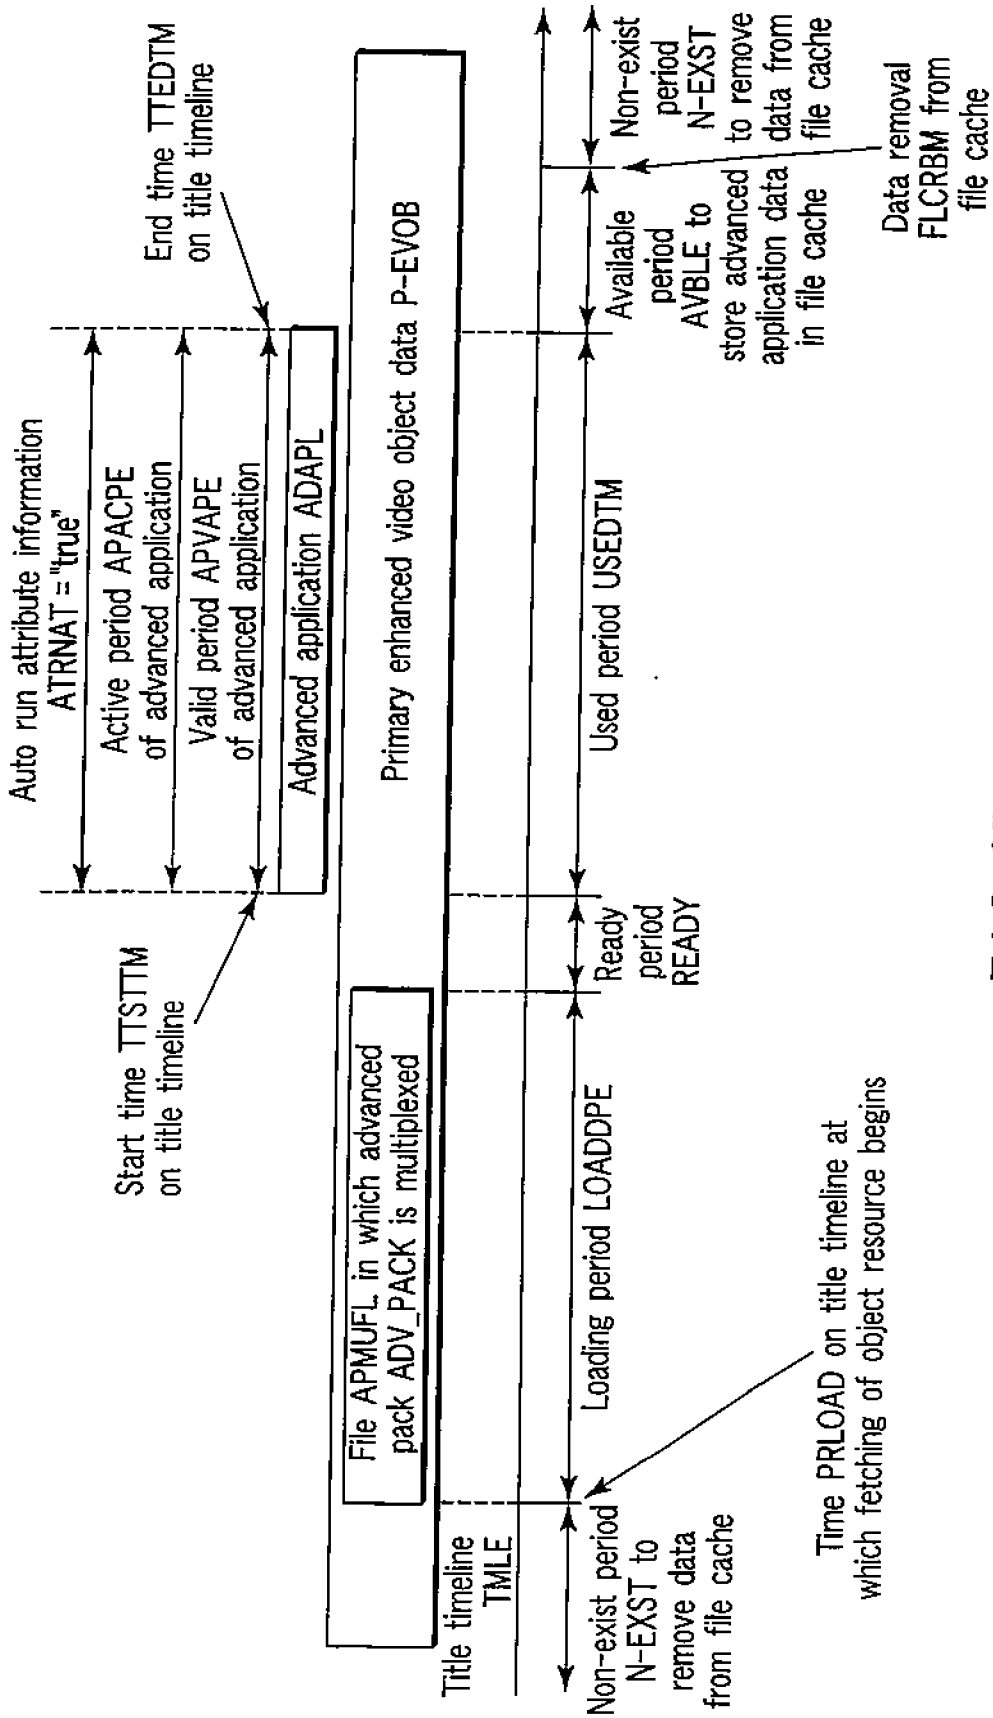 Auto run attribute information
ATRNAT="true"
Active period APACPE
of advanced application
Valid period APVAPE
of advanced application
Start time TTSTTM
on title timeline
End time TTEDTM
on title timeline
Advanced application ADAPL
Primary enhanced video object data P-EVOB
File APMUFL in which advanced
pack ADV_PACK is multiplexed
Title timeline
TMLE
Non-exist period
N-EXST to
remove data
from file cache
Loading period LOADDPE
Ready
period
READY
Used period USEDTM
Available
period
AVBLE to
store advanced
application data
in file cache
Non-exist
period
N-EXST
to remove
data from
file cache
Time PRLOAD on title timeline at
which fetching of object resource begins
Data removal
FLCRBM from
file cache